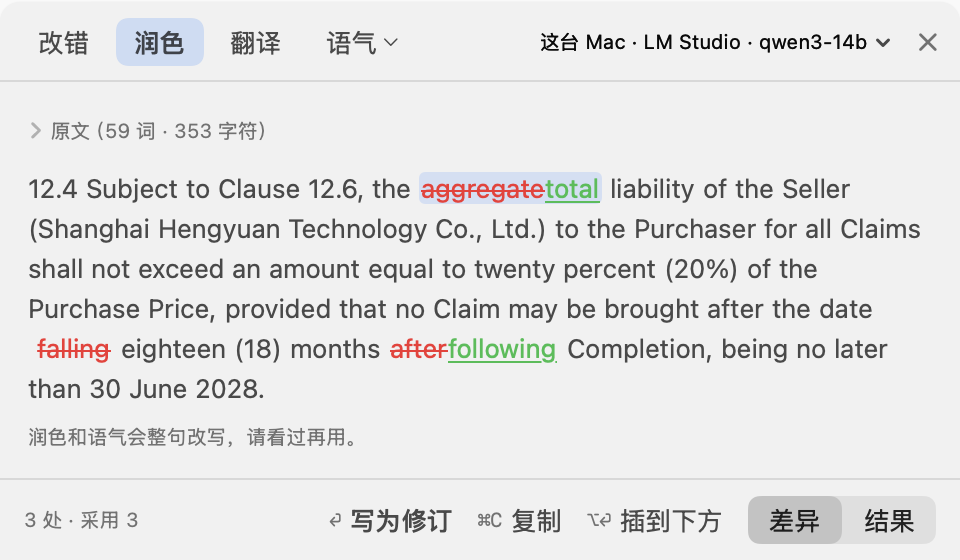 改错 润色 翻译 语气 这台 Mac · LM Studio · qwen3-14b
原文 (59 词 · 353 字符)
12.4 Subject to Clause 12.6, the aggregatetotal liability of the Seller
(Shanghai Hengyuan Technology Co., Ltd.) to the Purchaser for all Claims
shall not exceed an amount equal to twenty percent (20%) of the
Purchase Price, provided that no Claim may be brought after the date
falling eighteen (18) months afterfollowing Completion, being no later
than 30 June 2028.
润色和语气会整句改写，请看过再用。
3 处 · 采用 3 ⏎ 写为修订 ⌘C 复制 ⌥⏎ 插到下方 差异 结果